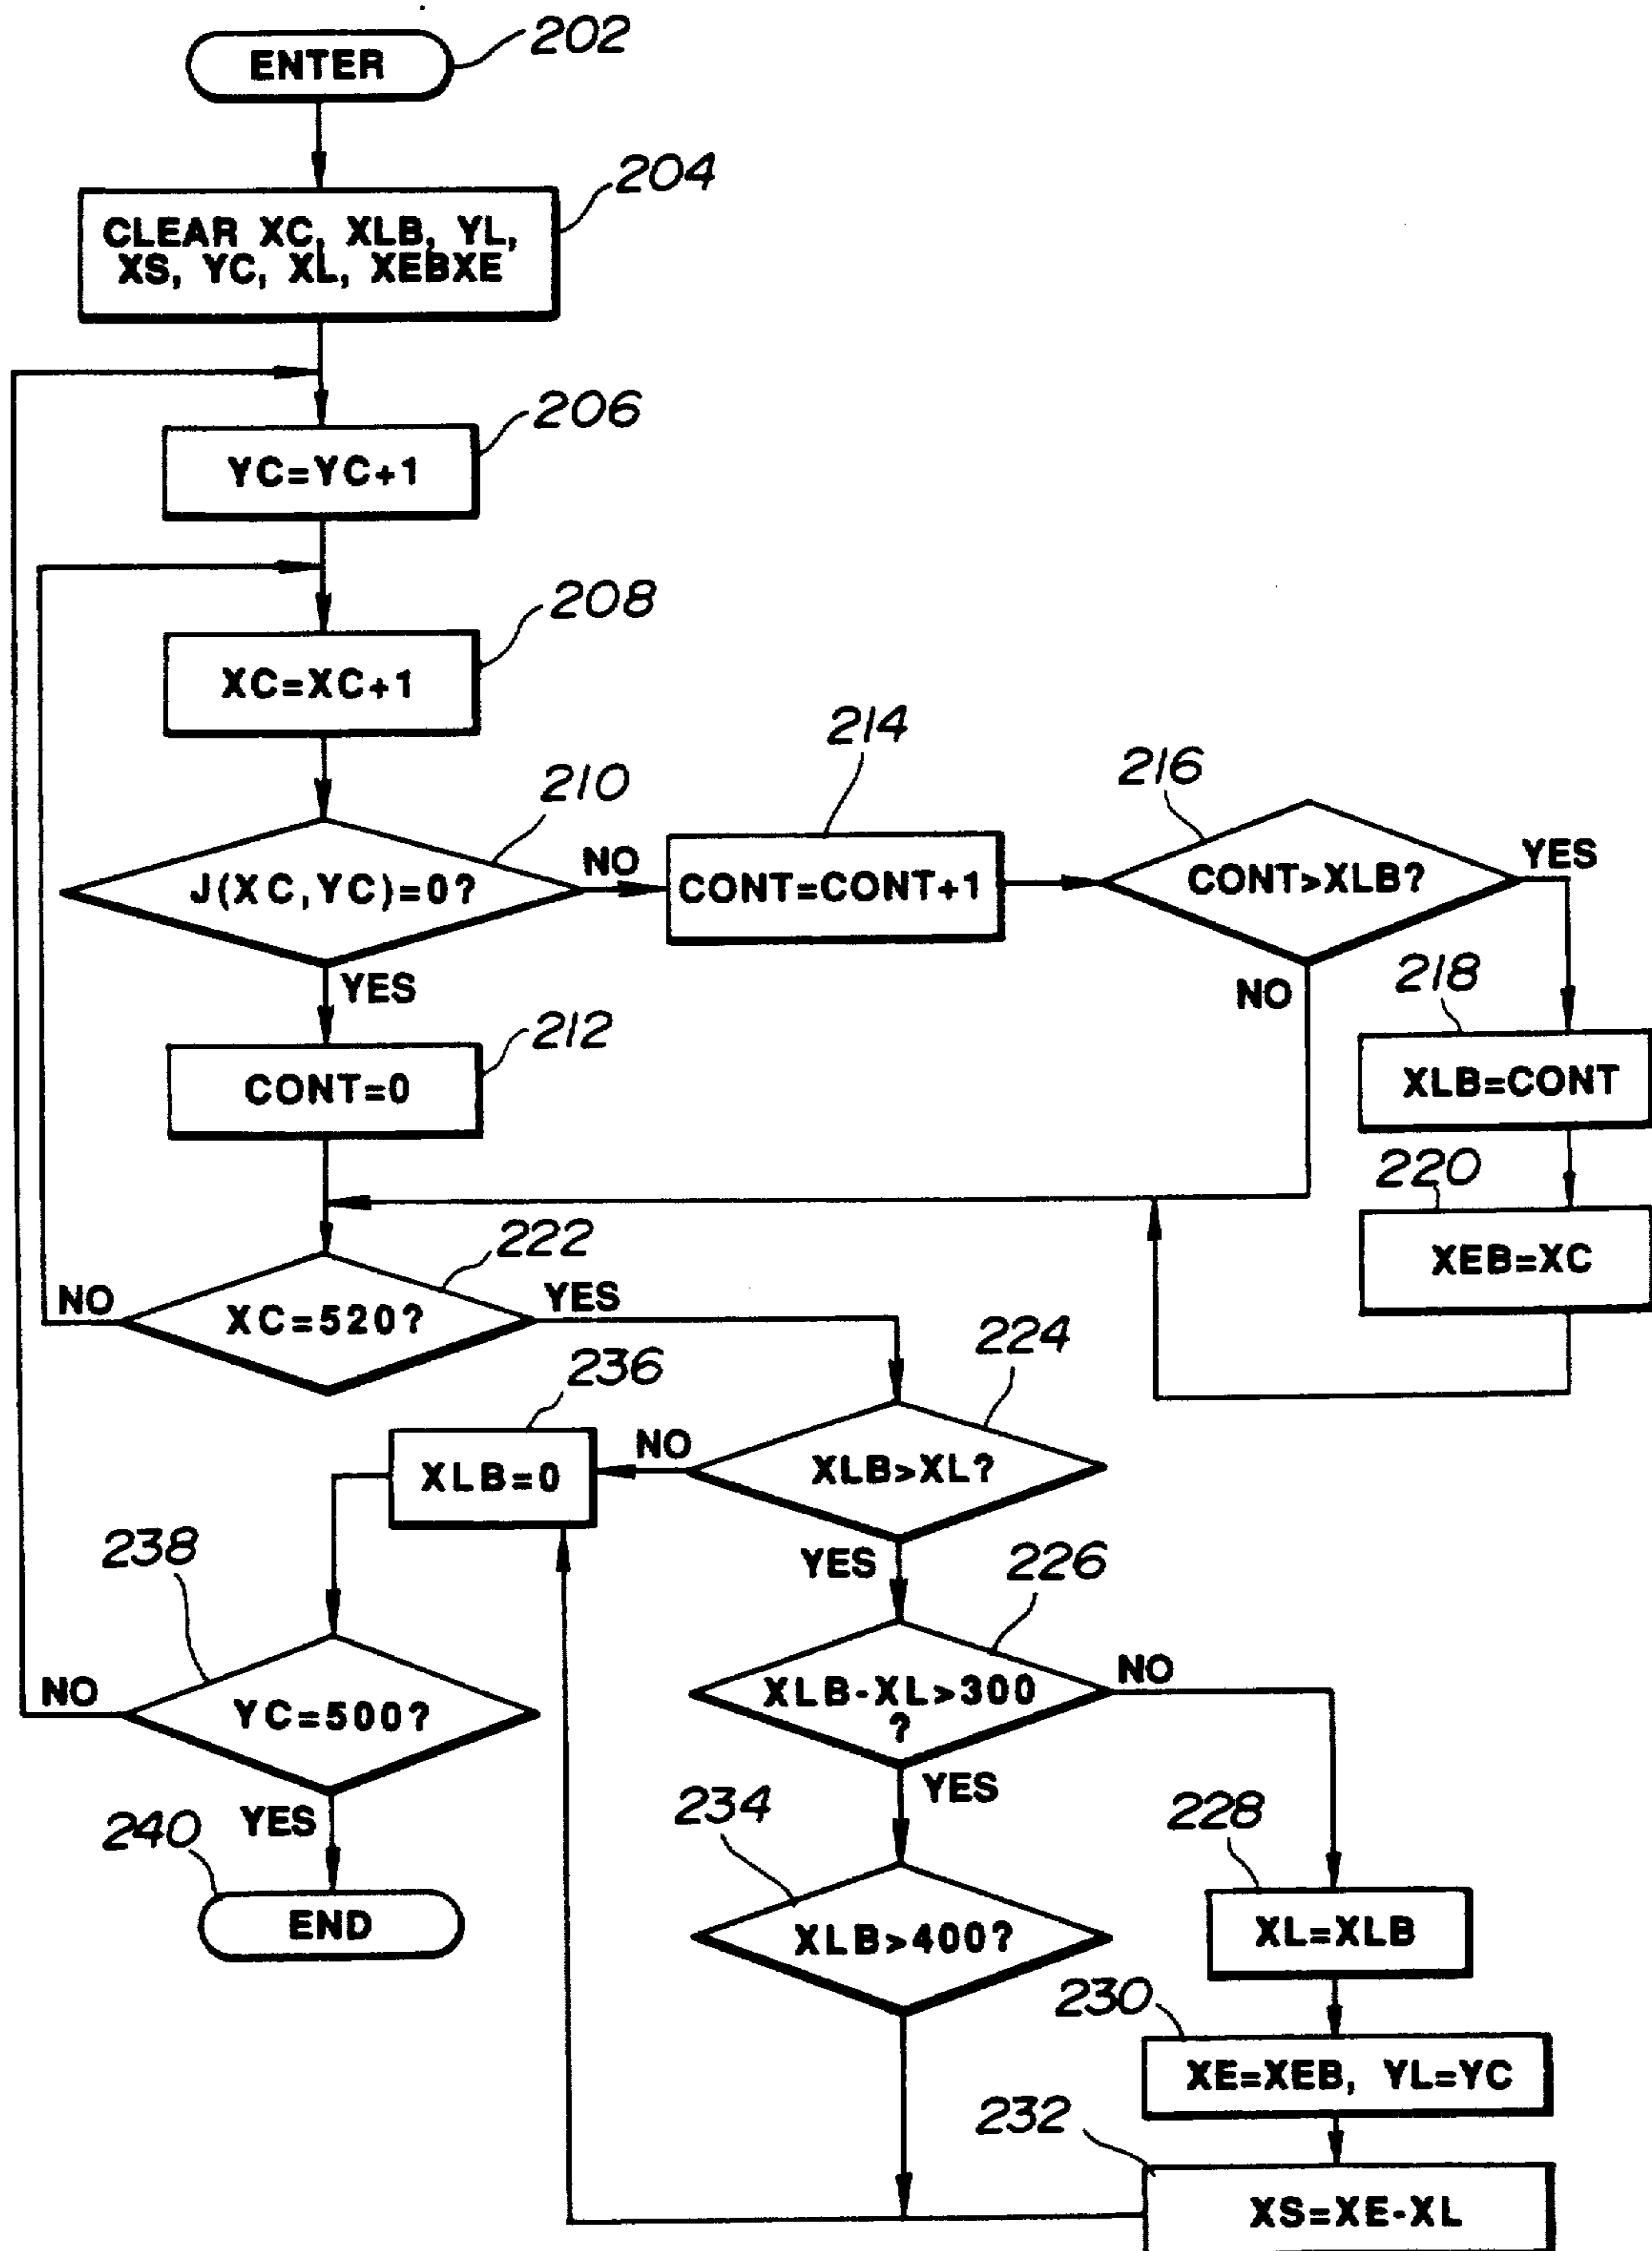 ENTER
202
204
CLEAR XC, XLB, YL,
XS, YC, XL, XEBXE
206
YC=YC+1
208
XC=XC+1
210
J(XC,YC)=0?
NO
214
CONT=CONT+1
216
CONT>XLB?
YES
NO
218
XLB=CONT
220
XEB=XC
YES
212
CONT=0
222
XC=520?
NO
YES
224
XLB>XL?
NO
YES
236
XLB=0
226
XLB-XL>300
?
NO
YES
238
YC=500?
NO
YES
240
END
234
XLB>400?
228
XL=XLB
230
XE=XEB, YL=YC
232
XS=XE-XL